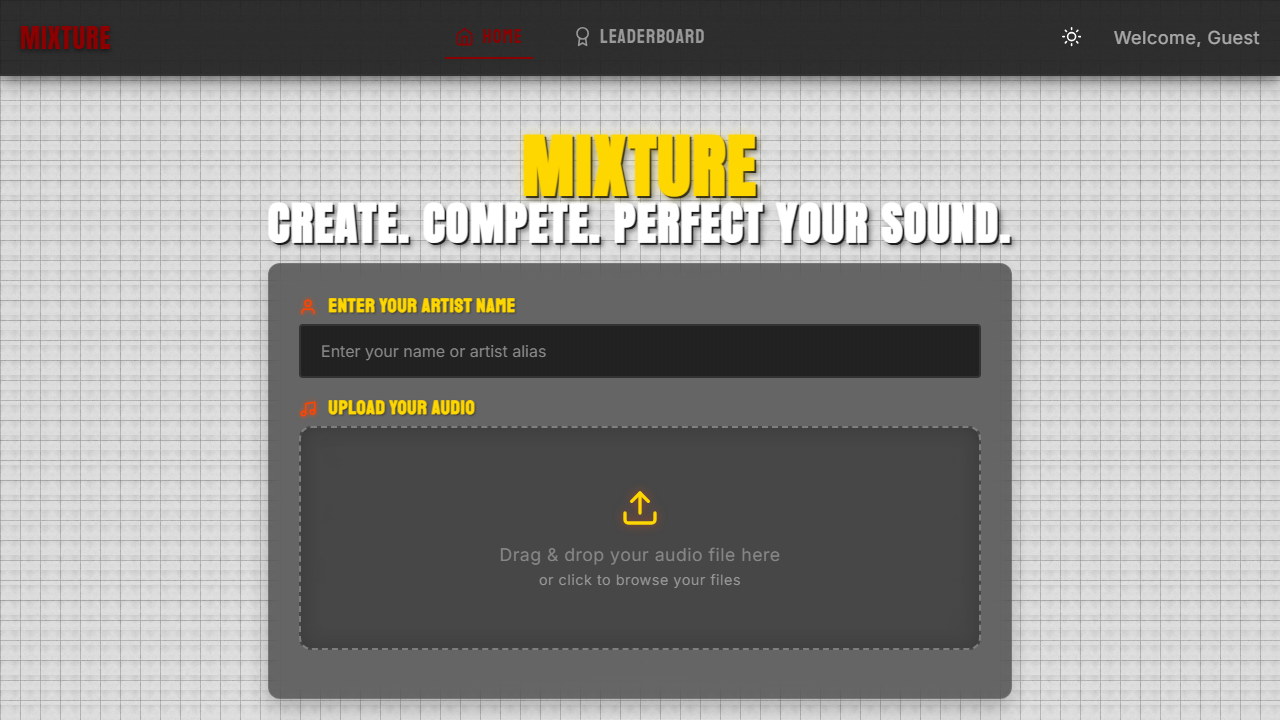 MIXTURE
HOME
LEADERBOARD
Welcome, Guest
MIXTURE
CREATE. COMPETE. PERFECT YOUR SOUND.
ENTER YOUR ARTIST NAME
Enter your name or artist alias
UPLOAD YOUR AUDIO
Drag & drop your audio file here
or click to browse your files